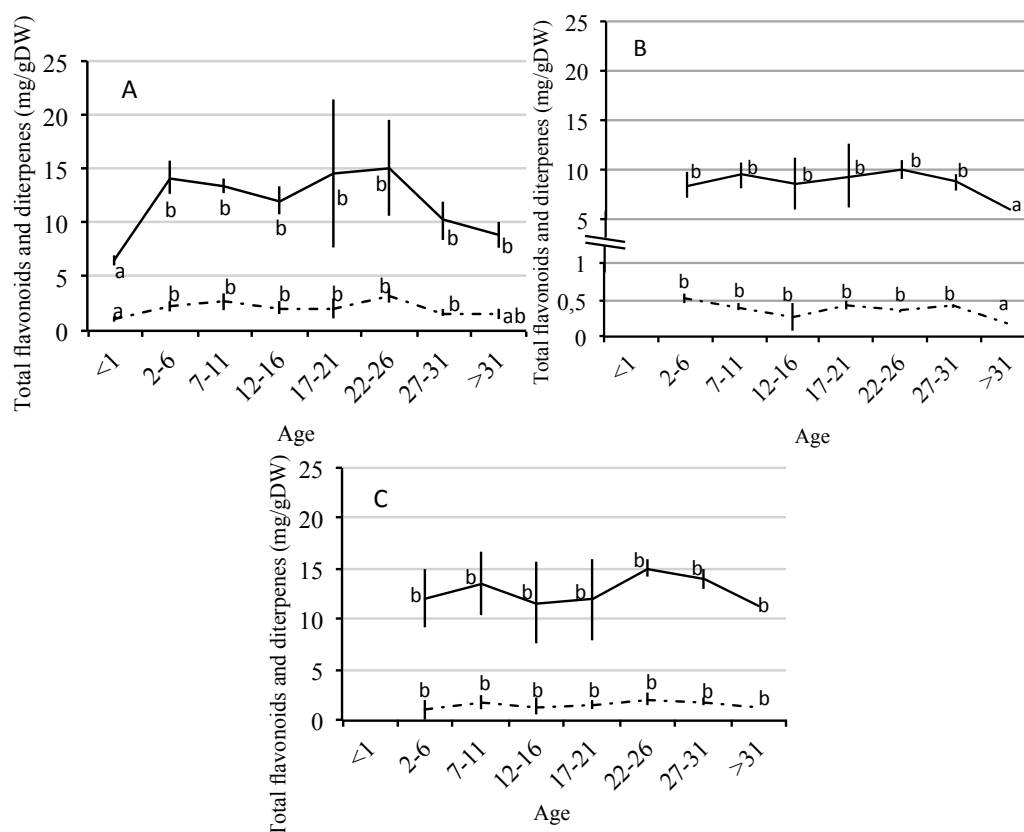 Total flavonoids and diterpenes (mg/gDW)
A
25
20
15
10
5
0
a
b
b
b
b
b
b
b
a
b
b
b
b
b
b
ab
<1
2-6
7-11
12-16
17-21
22-26
27-31
>31
Age
Total flavonoids and diterpenes (mg/gDW)
B
25
20
15
10
5
1
0,5
0
b
b
b
b
b
b
a
b
b
b
b
b
b
a
<1
2-6
7-11
12-16
17-21
22-26
27-31
>31
Age
Total flavonoids and diterpenes (mg/gDW)
C
25
20
15
10
5
0
b
b
b
b
b
b
b
b
b
b
b
b
b
b
<1
2-6
7-11
12-16
17-21
22-26
27-31
>31
Age